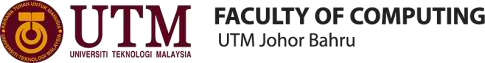 UTM
UNIVERSITI TEKNOLOGI MALAYSIA
FACULTY OF COMPUTING
UTM Johor Bahru